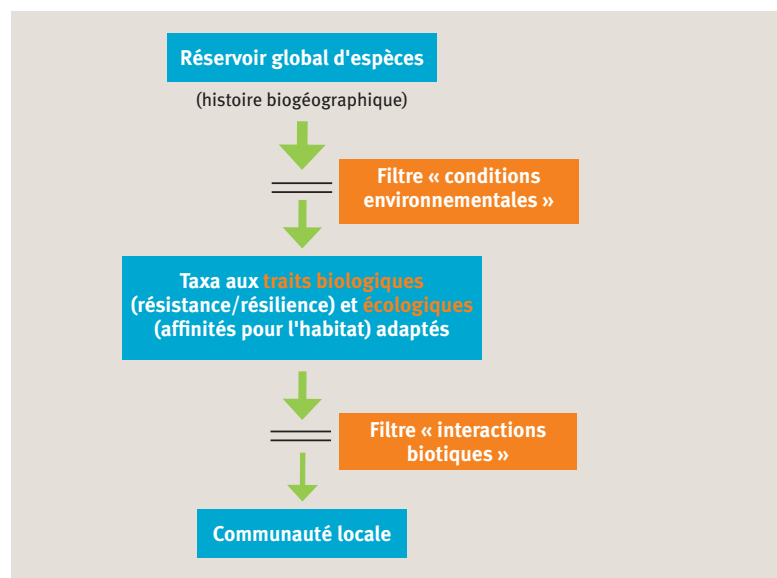 Réservoir global d'espèces
(histoire biogéographique)
Filtre « conditions
environnementales »
Taxa aux traits biologiques
(résistance/résilience) et écologiques
(affinités pour l'habitat) adaptés
Filtre « interactions
biotiques »
Communauté locale